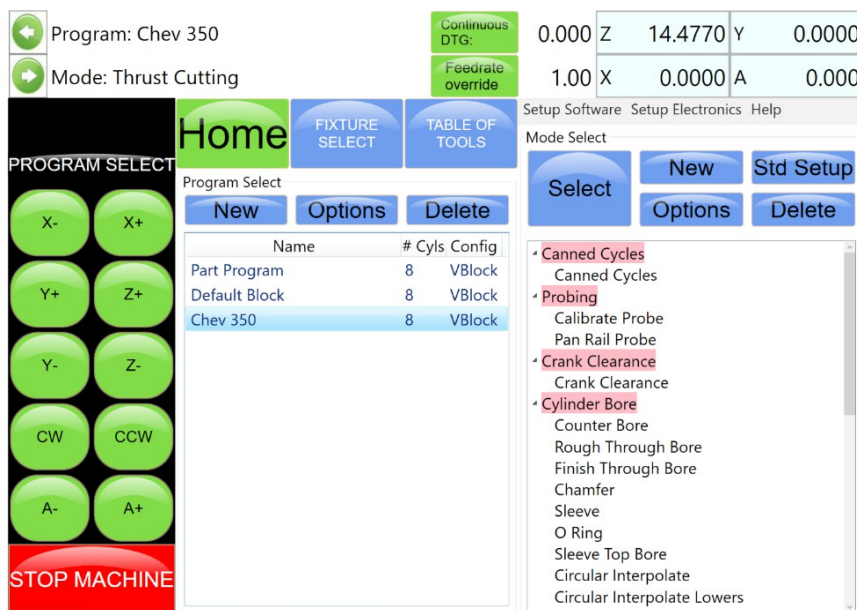 Program: Chev 350
Mode: Thrust Cutting
Continuous
DTG:
0.000
Z 14.4770
Y 0.0000
Feedrate
override
1.00
X 0.0000
A 0.000
PROGRAM SELECT
X- X+
Y+ Z+
Y- Z-
CW CCW
A- A+
STOP MACHINE
Home
FIXTURE
SELECT
TABLE OF
TOOLS
Program Select
New Options Delete
Name # Cyls Config
Part Program 8 VBlock
Default Block 8 VBlock
Chev 350 8 VBlock
Setup Software Setup Electronics Help
Mode Select
Select
New Std Setup
Options Delete
Canned Cycles
Canned Cycles
Probing
Calibrate Probe
Pan Rail Probe
Crank Clearance
Crank Clearance
Cylinder Bore
Counter Bore
Rough Through Bore
Finish Through Bore
Chamfer
Sleeve
O Ring
Sleeve Top Bore
Circular Interpolate
Circular Interpolate Lowers